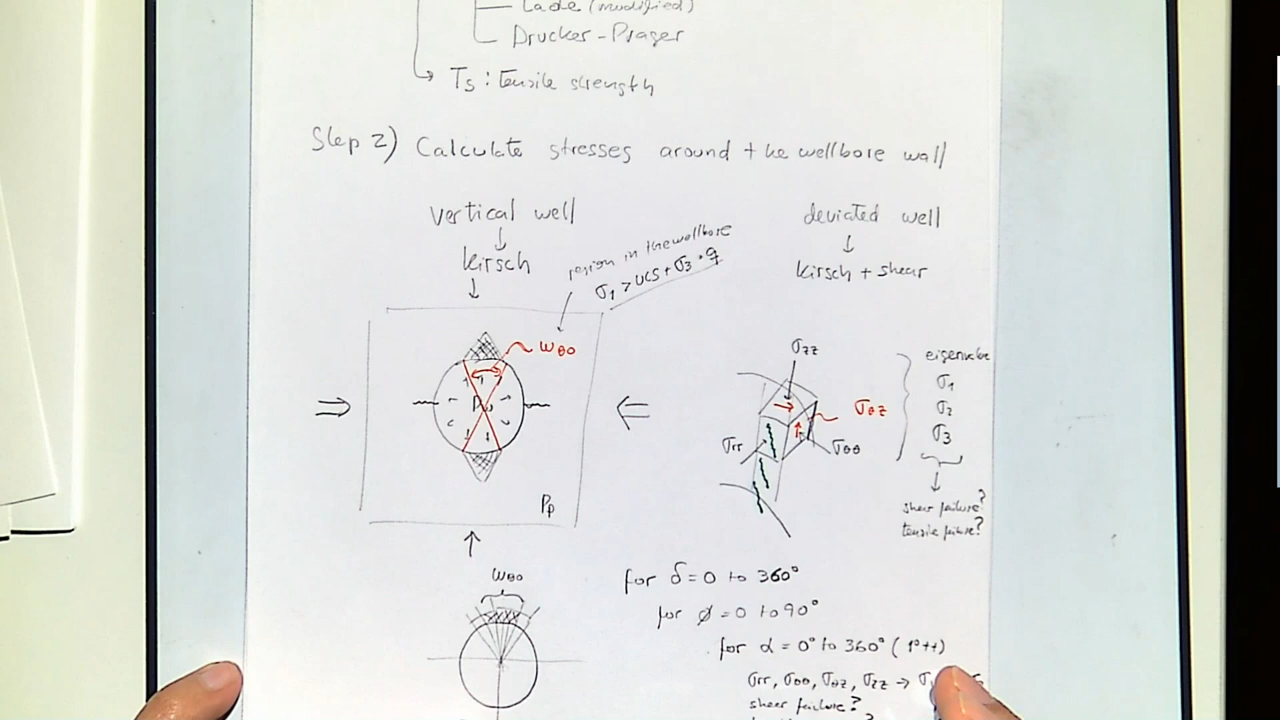 Lade (modified)
Drucker-Prager
Ts : Tensile strength
Step 2) Calculate stresses around the wellbore wall
vertical well
↓
kirsch
↓
region in the wellbore
σ1 > UCS + σ3 · q
deviated well
↓
kirsch + shear
wBO
Pw
Pp
σzz
σθz
σrr
σθθ
eigenvalue
σ1
σ2
σ3
↓
shear failure?
tensile failure?
wBO
for δ = 0 to 360°
for φ = 0 to 90°
for α = 0° to 360° (1°++)
σrr, σθθ, σθz, σzz →
shear failure?